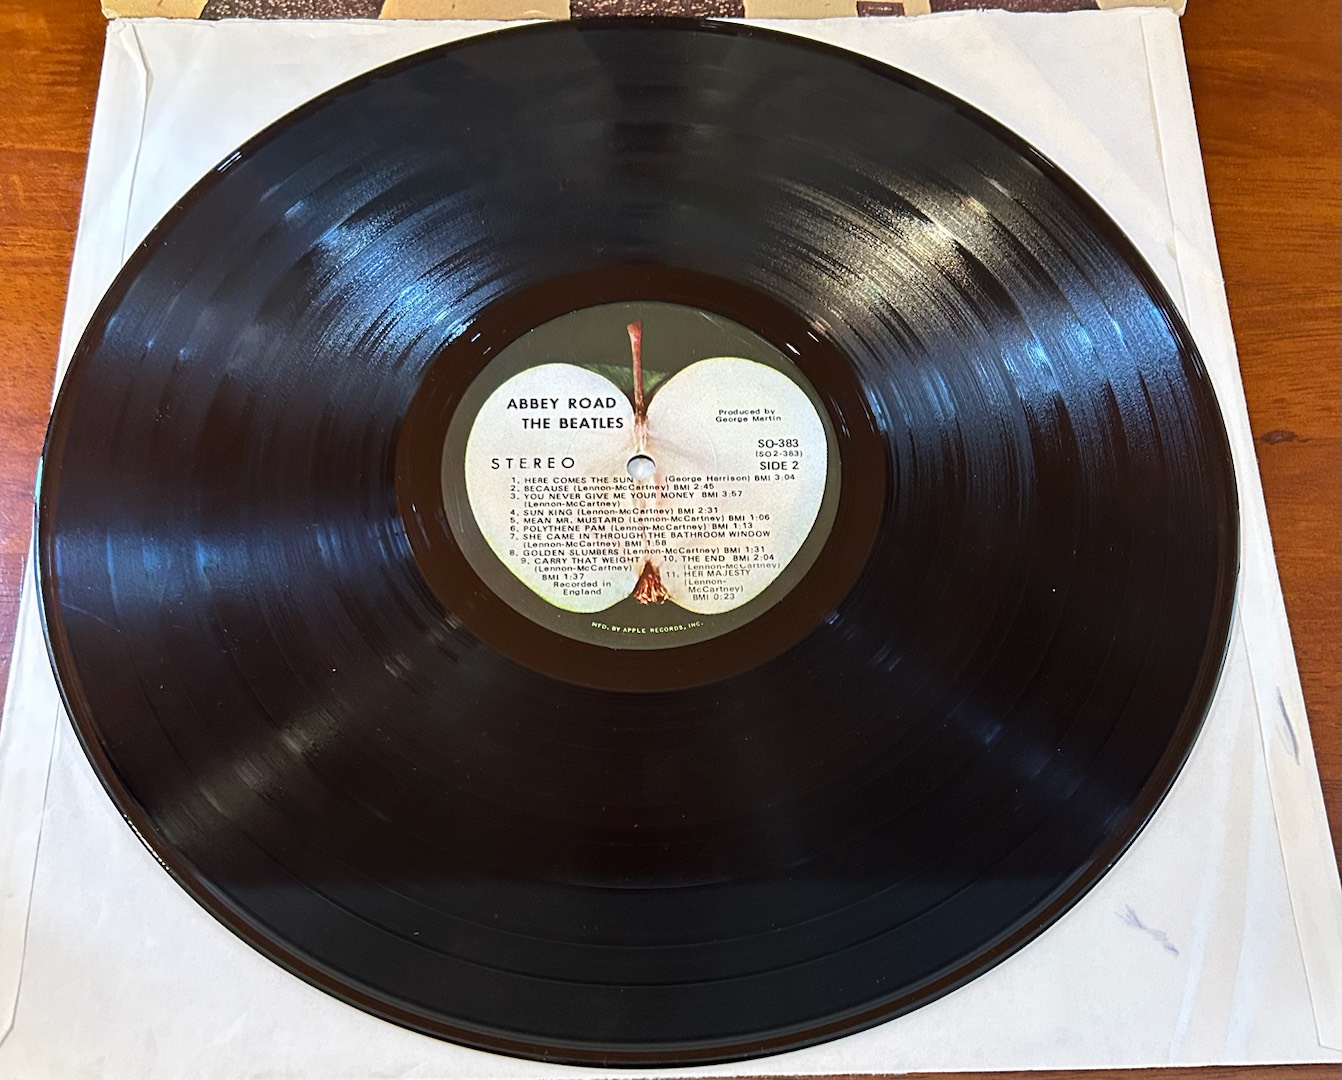 ABBEY ROAD
THE BEATLES
Produced by
George Martin
STEREO
SO-383
(SO2-383)
SIDE 2
1. HERE COMES THE SUN (George Harrison) BMI 3:04
2. BECAUSE (Lennon-McCartney) BMI 2:45
3. YOU NEVER GIVE ME YOUR MONEY BMI 3:57
(Lennon-McCartney)
4. SUN KING (Lennon-McCartney) BMI 2:31
5. MEAN MR. MUSTARD (Lennon-McCartney) BMI 1:06
6. POLYTHENE PAM (Lennon-McCartney) BMI 1:13
7. SHE CAME IN THROUGH THE BATHROOM WINDOW
(Lennon-McCartney) BMI 1:58
8. GOLDEN SLUMBERS (Lennon-McCartney) BMI 1:31
9. CARRY THAT WEIGHT
(Lennon-McCartney)
BMI 1:37
10. THE END BMI 2:04
(Lennon-McCartney)
11. HER MAJESTY
(Lennon-
McCartney)
BMI 0:23
Recorded in
England
MFD. BY APPLE RECORDS, INC.